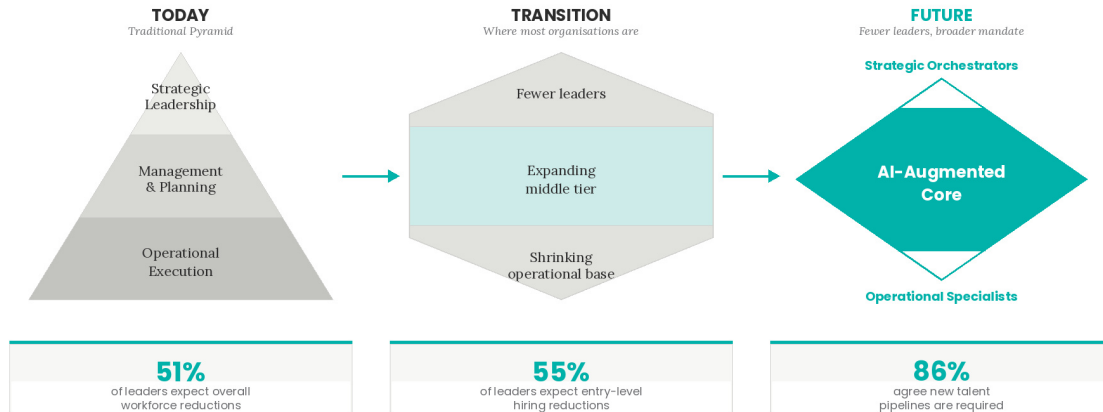 TODAY
Traditional Pyramid
Strategic
Leadership
Management
& Planning
Operational
Execution
TRANSITION
Where most organisations are
Fewer leaders
Expanding
middle tier
Shrinking
operational base
FUTURE
Fewer leaders, broader mandate
Strategic Orchestrators
AI-Augmented
Core
Operational Specialists
51%
of leaders expect overall
workforce reductions
55%
of leaders expect entry-level
hiring reductions
86%
agree new talent
pipelines are required